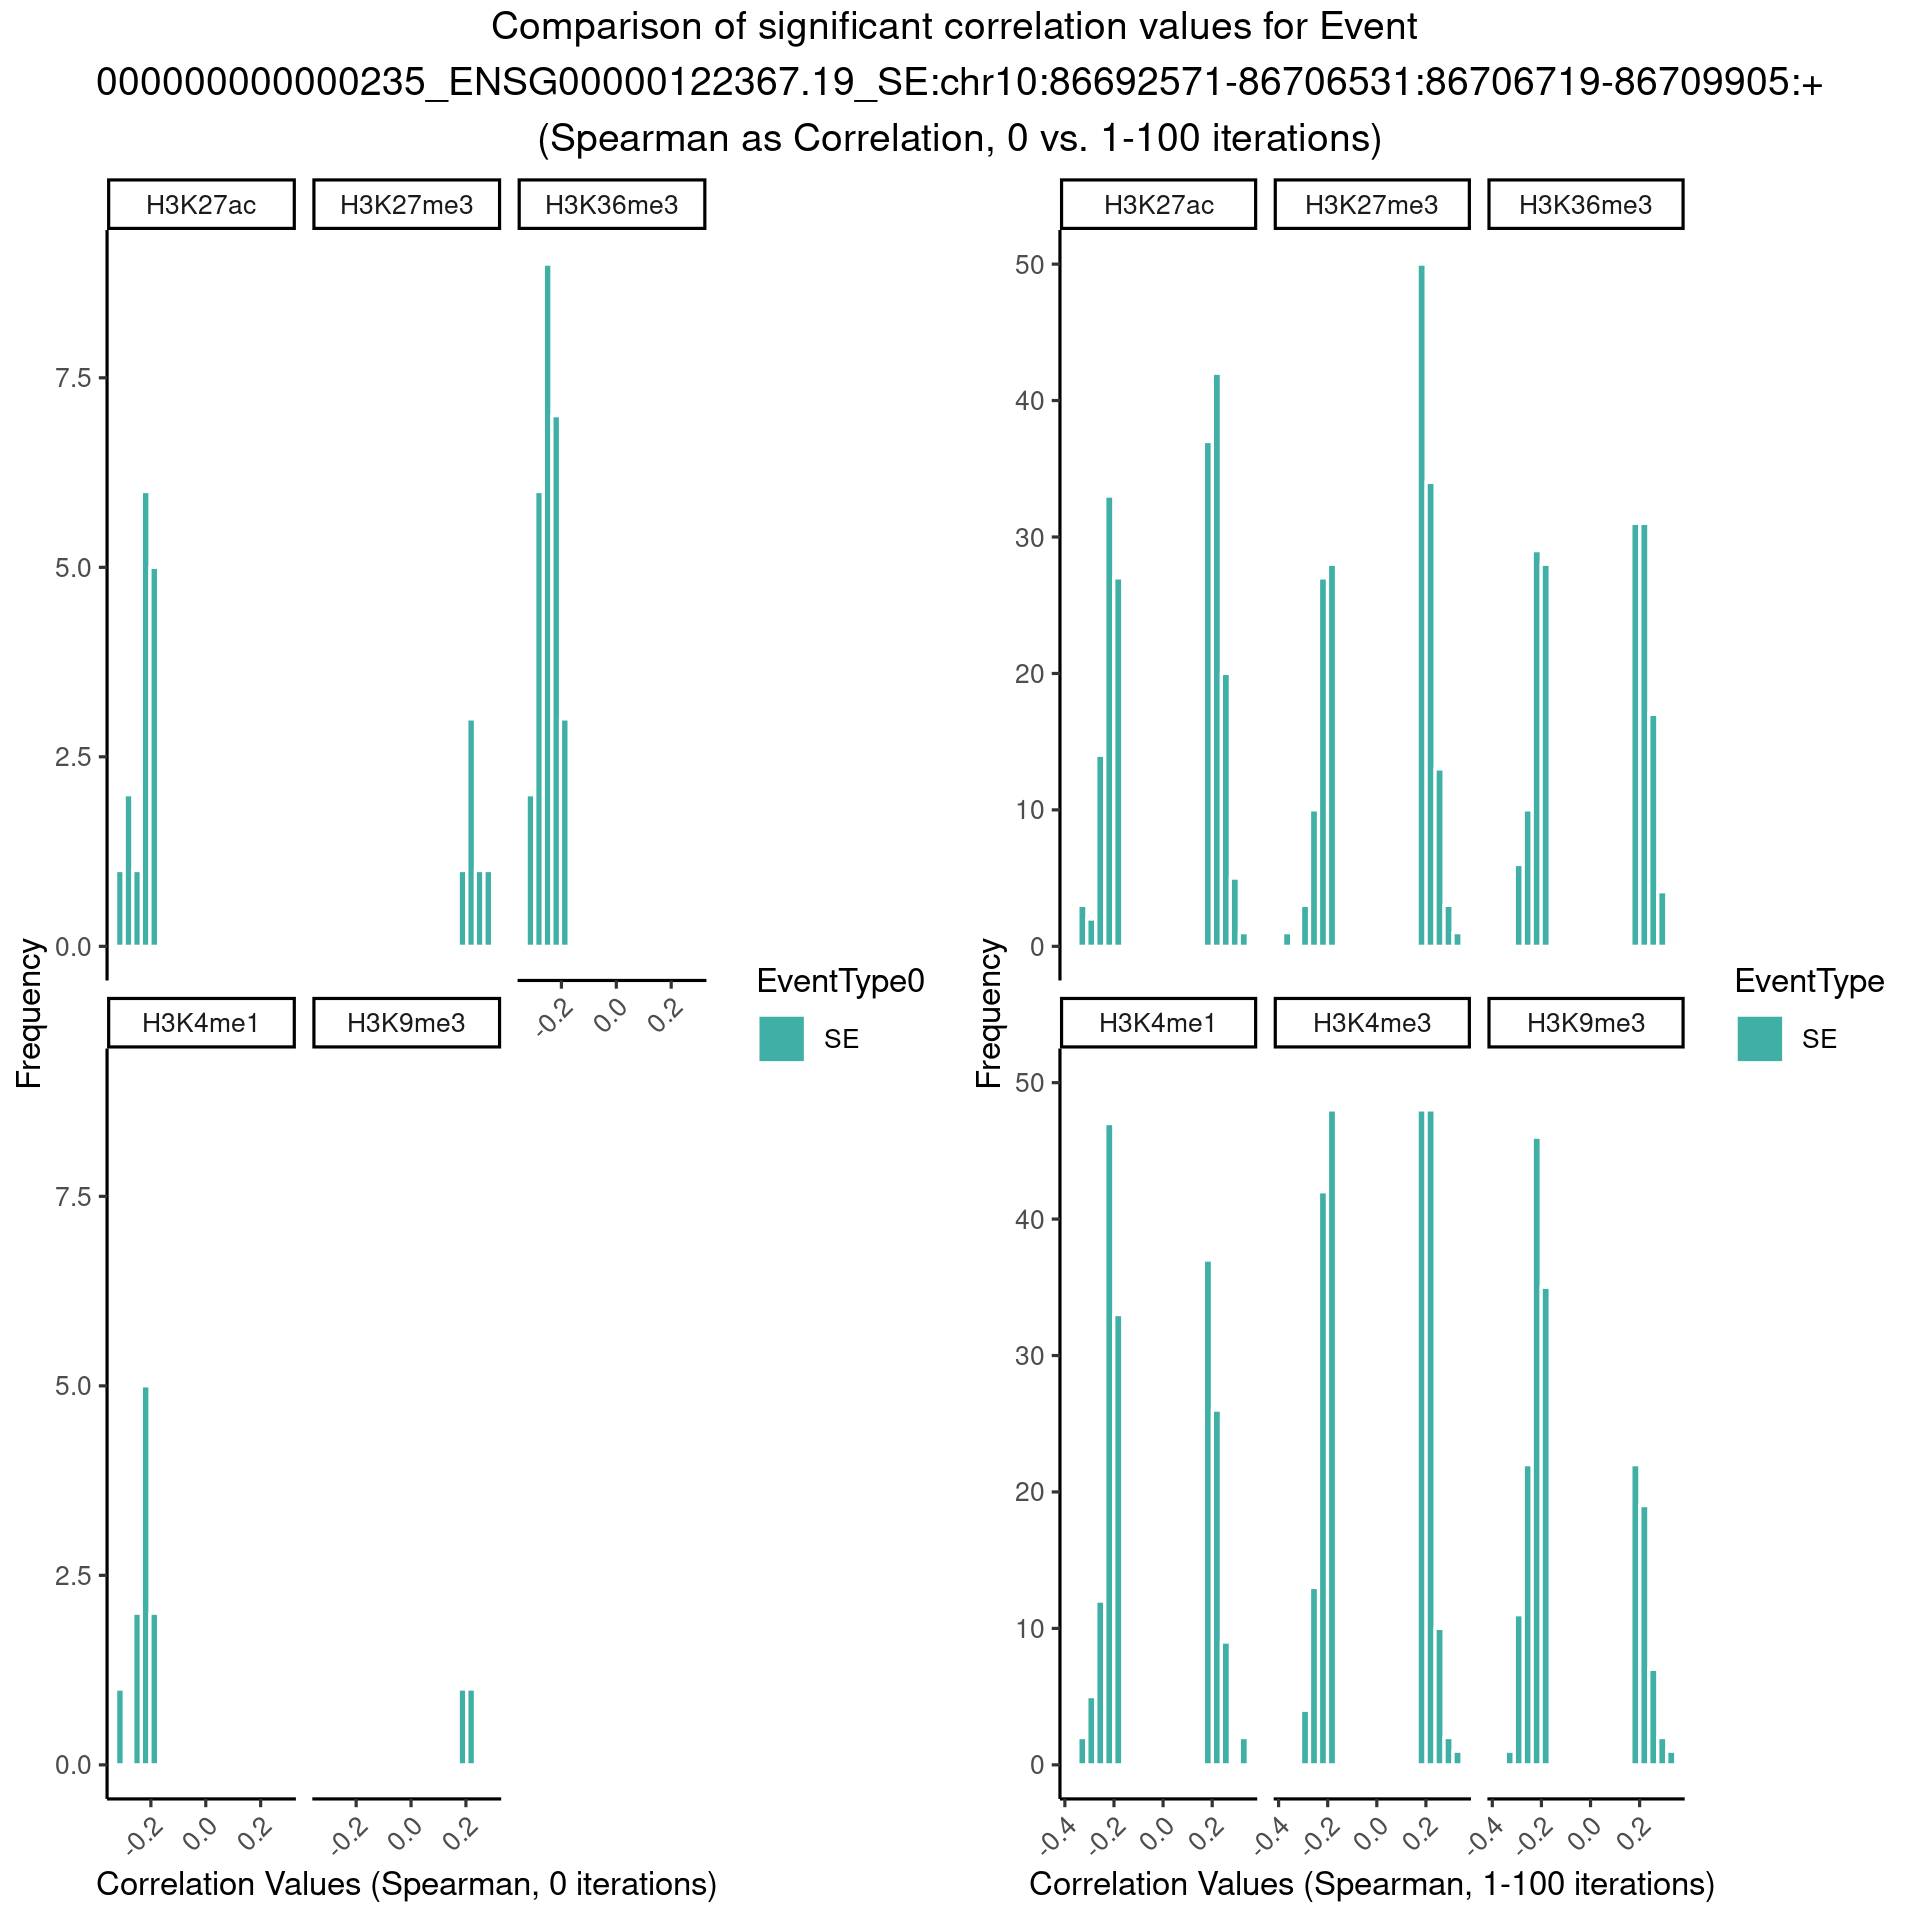 Comparison of significant correlation values for Event
000000000000235_ENSG00000122367.19_SE:chr10:86692571-86706531:86706719-86709905:+
(Spearman as Correlation, 0 vs. 1-100 iterations)
H3K27ac H3K27me3 H3K36me3
7.5
5.0
2.5
0.0
-0.2 0.0 0.2
H3K4me1 H3K9me3
7.5
5.0
2.5
0.0
-0.2 0.0 0.2 -0.2 0.0 0.2
Frequency
Correlation Values (Spearman, 0 iterations)
EventType0
SE
H3K27ac H3K27me3 H3K36me3
50
40
30
20
10
0
H3K4me1 H3K4me3 H3K9me3
50
40
30
20
10
0
-0.4 -0.2 0.0 0.2 -0.4 -0.2 0.0 0.2 -0.4 -0.2 0.0 0.2
Frequency
Correlation Values (Spearman, 1-100 iterations)
EventType
SE